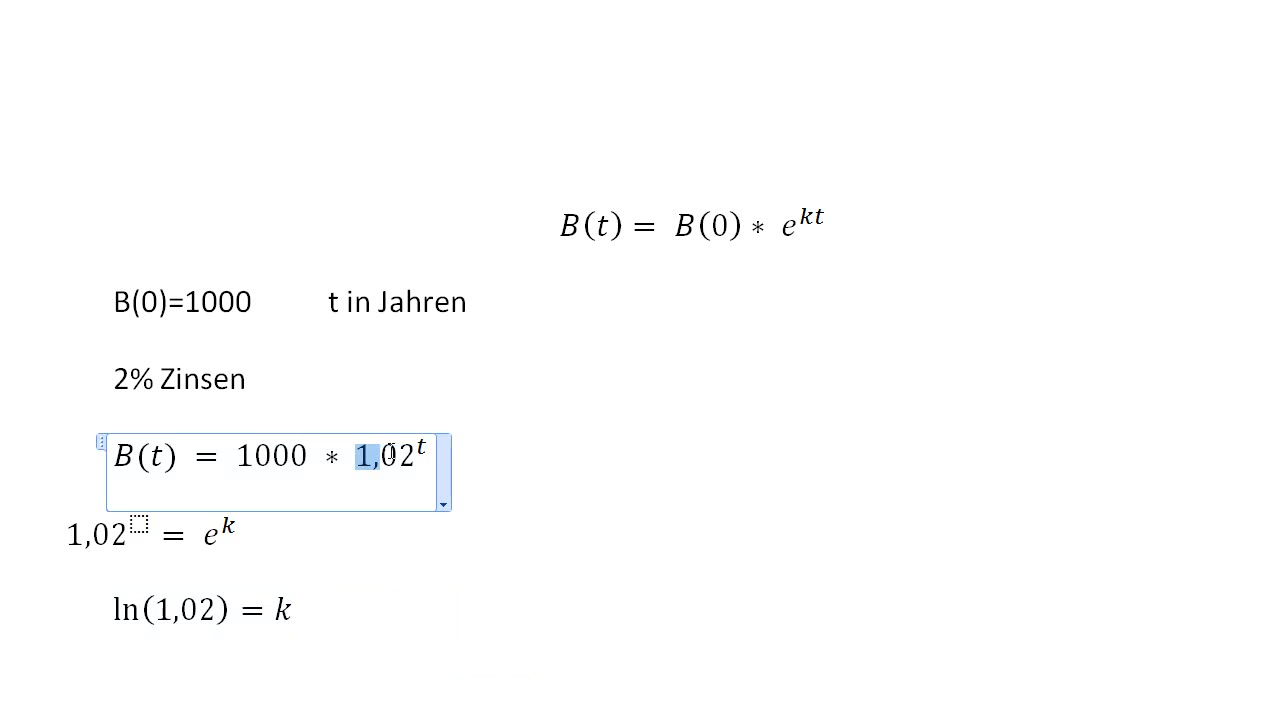 B(t) = B(0) ∗ e^{kt}
B(0)=1000 t in Jahren
2% Zinsen
B(t) = 1000 ∗ 1,02^t
1,02^⬚ = e^k
ln(1,02) = k